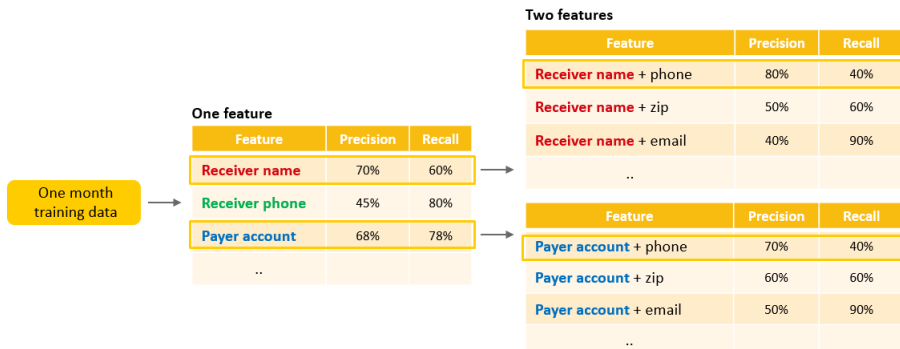 One month
training data
One feature
Feature Precision Recall
Receiver name 70% 60%
Receiver phone 45% 80%
Payer account 68% 78%
..
Two features
Feature Precision Recall
Receiver name + phone 80% 40%
Receiver name + zip 50% 60%
Receiver name + email 40% 90%
..
Feature Precision Recall
Payer account + phone 70% 40%
Payer account + zip 60% 60%
Payer account + email 50% 90%
..